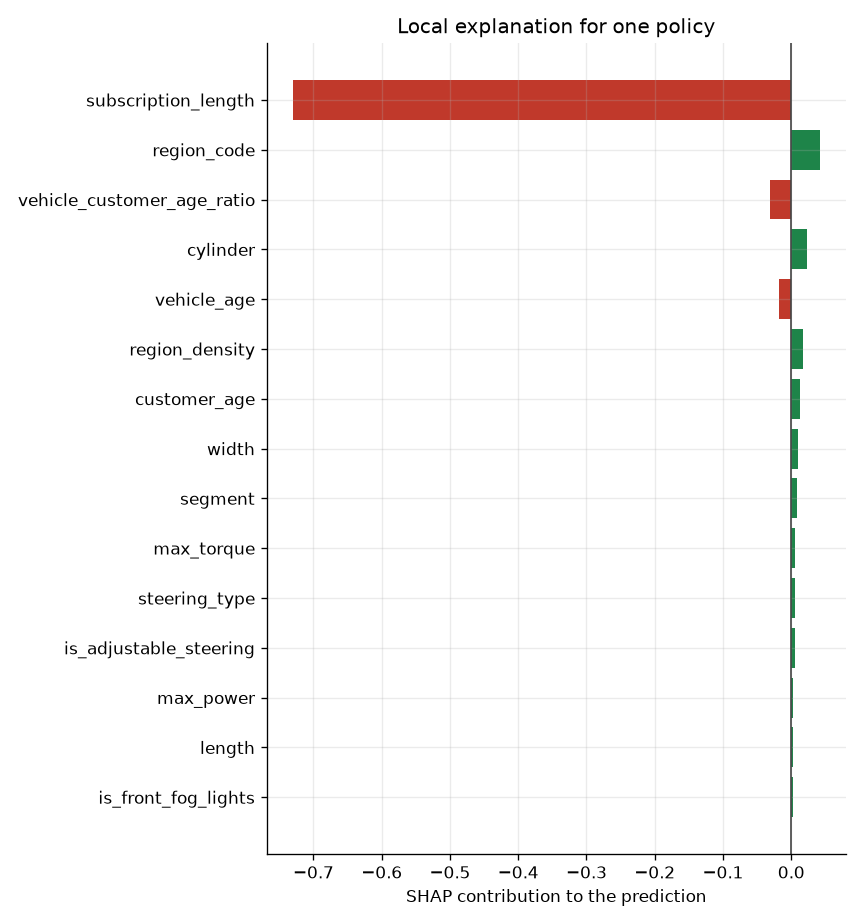 Local explanation for one policy
subscription_length
region_code
vehicle_customer_age_ratio
cylinder
vehicle_age
region_density
customer_age
width
segment
max_torque
steering_type
is_adjustable_steering
max_power
length
is_front_fog_lights
−0.7 −0.6 −0.5 −0.4 −0.3 −0.2 −0.1 0.0
SHAP contribution to the prediction